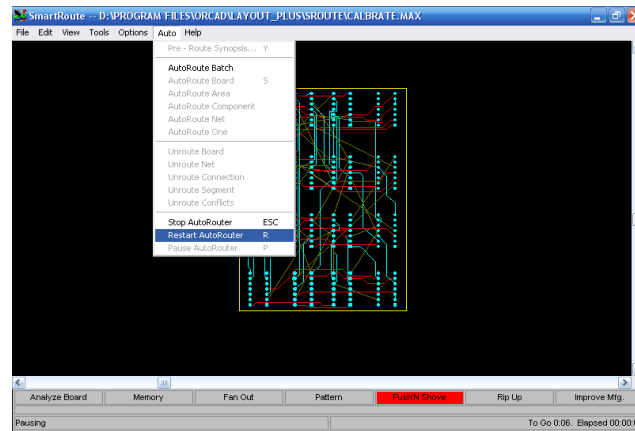 SmartRoute -- D:\PROGRAM FILES\ORCAD\LAYOUT_PLUS\SROUTE\CALBRATE.MAX
File Edit View Tools Options Auto Help
Pre - Route Synopsis... Y
AutoRoute Batch
AutoRoute Board S
AutoRoute Area
AutoRoute Component
AutoRoute Net
AutoRoute One
Unroute Board
Unroute Net
Unroute Connection
Unroute Segment
Unroute Conflicts
Stop AutoRouter ESC
Restart AutoRouter R
Pause AutoRouter P
Analyze Board Memory Fan Out Pattern Push'N Shove Rip Up Improve Mfg.
Pausing To Go 0:06. Elapsed 00:00: